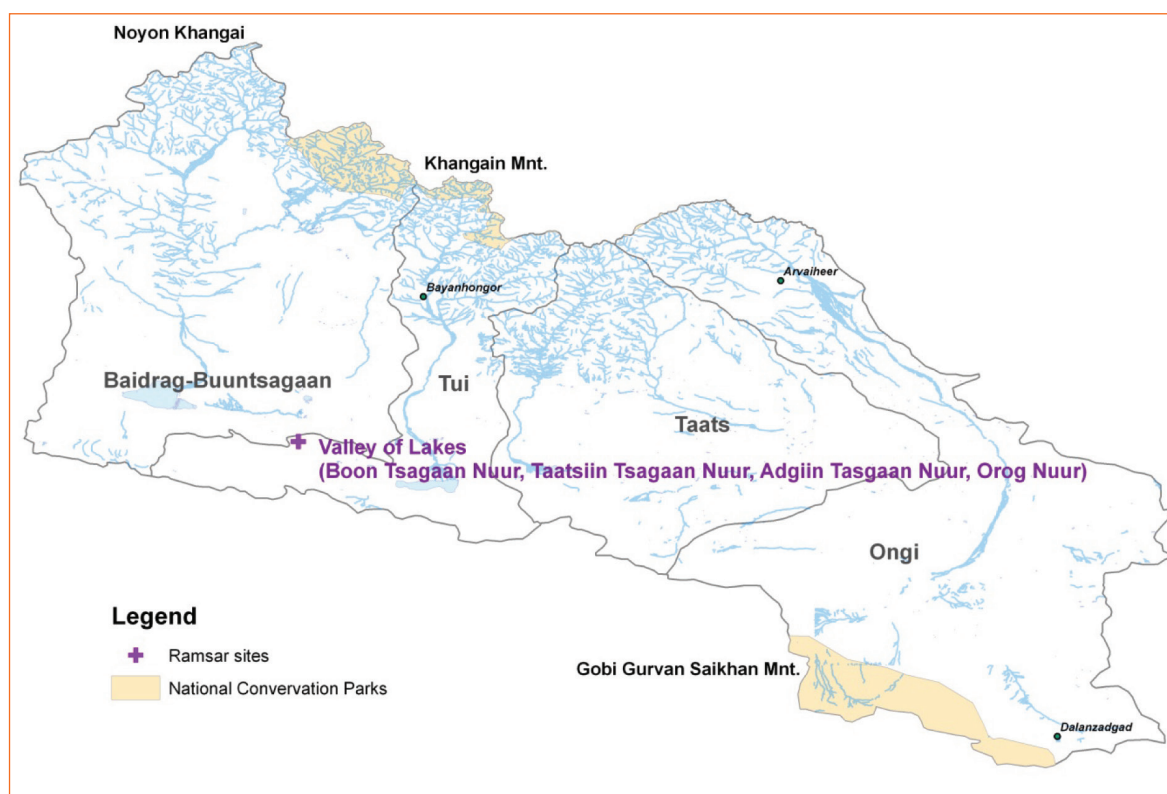 Noyon Khangai
Khangain Mnt.
Arvaiheer
Bayanhongor
Baidrag-Buuntsagaan
Tui
Taats
Valley of Lakes
(Boon Tsagaan Nuur, Taatsiin Tsagaan Nuur, Adgiin Tasgaan Nuur, Orog Nuur)
Ongi
Legend
Ramsar sites
National Convervation Parks
Gobi Gurvan Saikhan Mnt.
Dalanzadgad